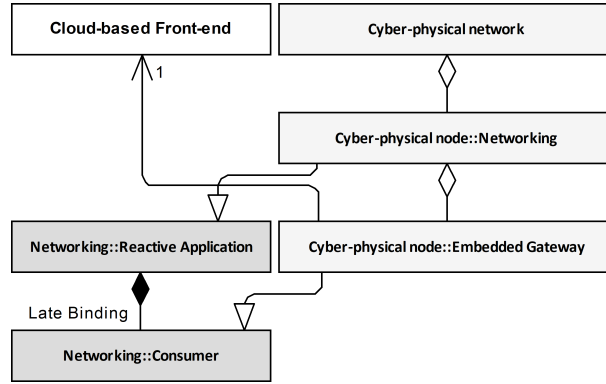 Cloud-based Front-end
Cyber-physical network
1
Cyber-physical node::Networking
Networking::Reactive Application
Cyber-physical node::Embedded Gateway
Late Binding
Networking::Consumer